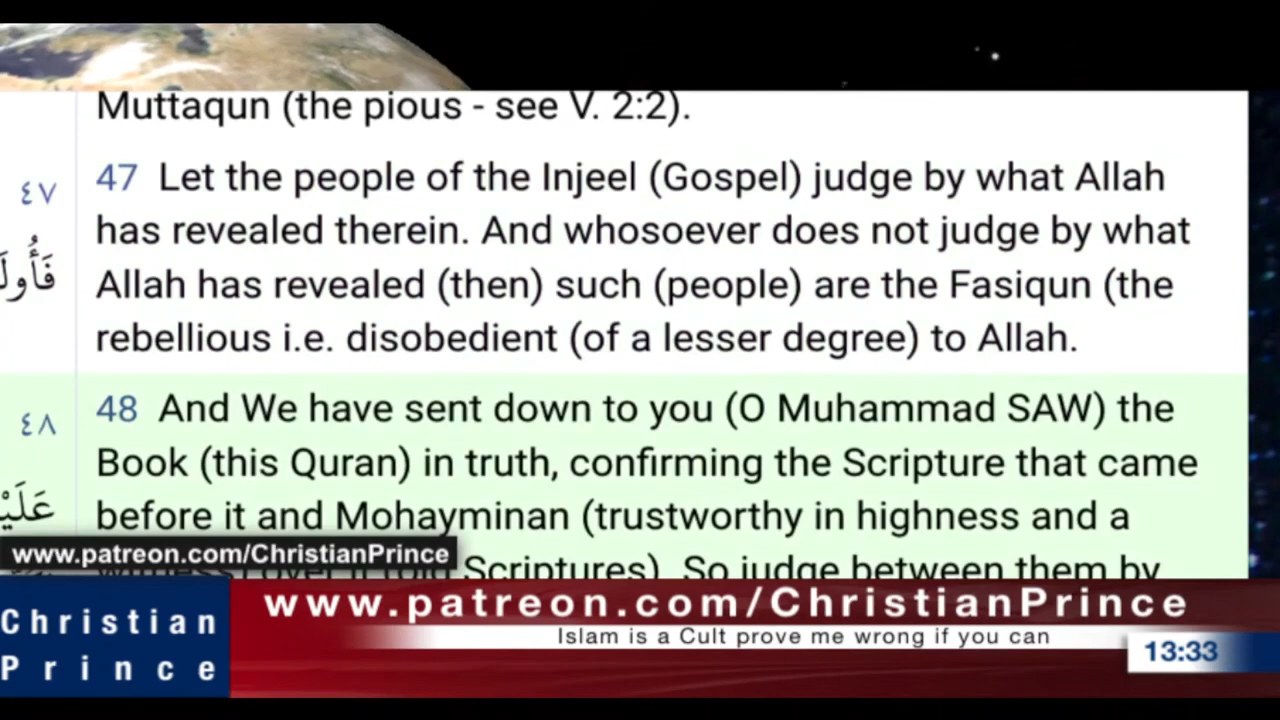 Muttaqun (the pious - see V. 2:2).
٤٧
47 Let the people of the Injeel (Gospel) judge by what Allah
has revealed therein. And whosoever does not judge by what
Allah has revealed (then) such (people) are the Fasiqun (the
rebellious i.e. disobedient (of a lesser degree) to Allah.
٤٨
48 And We have sent down to you (O Muhammad SAW) the
Book (this Quran) in truth, confirming the Scripture that came
before it and Mohayminan (trustworthy in highness and a
www.patreon.com/ChristianPrince
Scriptures). So judge between them by
www.patreon.com/ChristianPrince
Islam is a Cult prove me wrong if you can
Christian
Prince
13:33